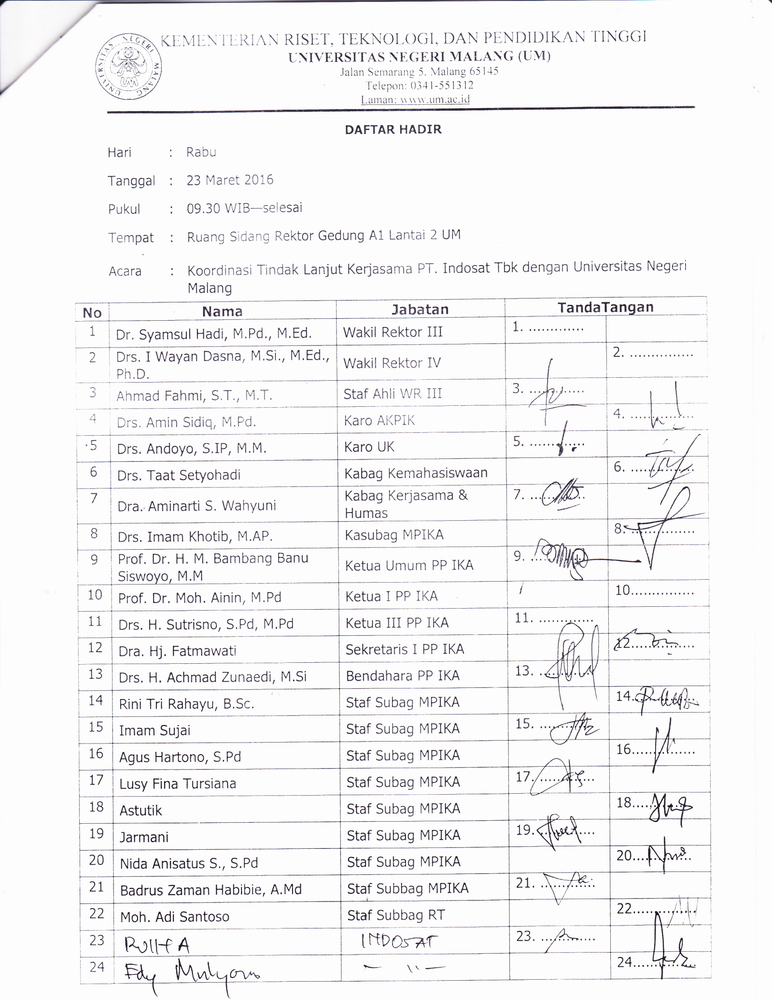 UNIVERSITAS NEGERI MALANG
UM
KEMENTERIAN RISET, TEKNOLOGI, DAN PENDIDIKAN TINGGI
UNIVERSITAS NEGERI MALANG (UM)
Jalan Semarang 5, Malang 65145
Telepon: 0341-551312
Laman: www.um.ac.id
DAFTAR HADIR
Hari : Rabu
Tanggal : 23 Maret 2016
Pukul : 09.30 WIB—selesai
Tempat : Ruang Sidang Rektor Gedung A1 Lantai 2 UM
Acara : Koordinasi Tindak Lanjut Kerjasama PT. Indosat Tbk dengan Universitas Negeri
Malang
No Nama Jabatan TandaTangan
1 Dr. Syamsul Hadi, M.Pd., M.Ed. Wakil Rektor III 1. .............
2 Drs. I Wayan Dasna, M.Si., M.Ed., Ph.D. Wakil Rektor IV 2. ...............
3 Ahmad Fahmi, S.T., M.T. Staf Ahli WR III 3. .............
4 Drs. Amin Sidiq, M.Pd. Karo AKPIK 4. ...............
5 Drs. Andoyo, S.IP, M.M. Karo UK 5. .............
6 Drs. Taat Setyohadi Kabag Kemahasiswaan 6. ...............
7 Dra. Aminarti S. Wahyuni Kabag Kerjasama & Humas 7. .............
8 Drs. Imam Khotib, M.AP. Kasubag MPIKA 8. ...............
9 Prof. Dr. H. M. Bambang Banu Siswoyo, M.M Ketua Umum PP IKA 9. .............
10 Prof. Dr. Moh. Ainin, M.Pd Ketua I PP IKA 10...............
11 Drs. H. Sutrisno, S.Pd, M.Pd Ketua III PP IKA 11. .............
12 Dra. Hj. Fatmawati Sekretaris I PP IKA 12...............
13 Drs. H. Achmad Zunaedi, M.Si Bendahara PP IKA 13. .............
14 Rini Tri Rahayu, B.Sc. Staf Subag MPIKA 14...............
15 Imam Sujai Staf Subag MPIKA 15. .............
16 Agus Hartono, S.Pd Staf Subag MPIKA 16...............
17 Lusy Fina Tursiana Staf Subag MPIKA 17. .............
18 Astutik Staf Subag MPIKA 18...............
19 Jarmani Staf Subag MPIKA 19. .............
20 Nida Anisatus S., S.Pd Staf Subag MPIKA 20...............
21 Badrus Zaman Habibie, A.Md Staf Subbag MPIKA 21. .............
22 Moh. Adi Santoso Staf Subbag RT 22...............
23 INDOSAT 23. .............
24 Edy Mulyono — '' — 24...............